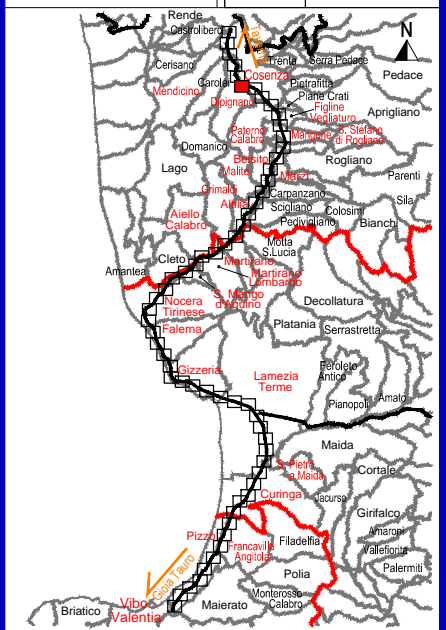 Rende
Castrolibero
N
Taverna
Trenta
Serra Pedace
Cerisano
Carolei
Cosenza
Pedace
Mendicino
Pietrafitta
Dipignano
Piane Crati
Figline
Vegliaturo
Aprigliano
Paterno
Calabro
Mangone
S. Stefano
di Rogliano
Domanico
Belsito
Rogliano
Lago
Malito
Marzi
Parenti
Grimaldi
Carpanzano
Altilia
Scigliano
Sila
Aiello
Calabro
Pedivigliano
Colosimi
Bianchi
Motta
S.Lucia
Cleto
Martirano
Amantea
Martirano
Lombardo
S. Mango
d'Aquino
Nocera
Tirinese
Decollatura
Falerna
Platania
Serrastretta
Gizzeria
Lamezia
Terme
Feroleto
Antico
Pianopoli
Amato
Maida
S. Pietro
a Maida
Cortale
Curinga
Jacurso
Girifalco
Pizzo
Amaroni
Francavilla
Angitola
Filadelfia
Vallefiorita
Gioia Tauro
Polia
Palermiti
Monterosso
Calabro
Briatico
Vibo
Valentia
Maierato